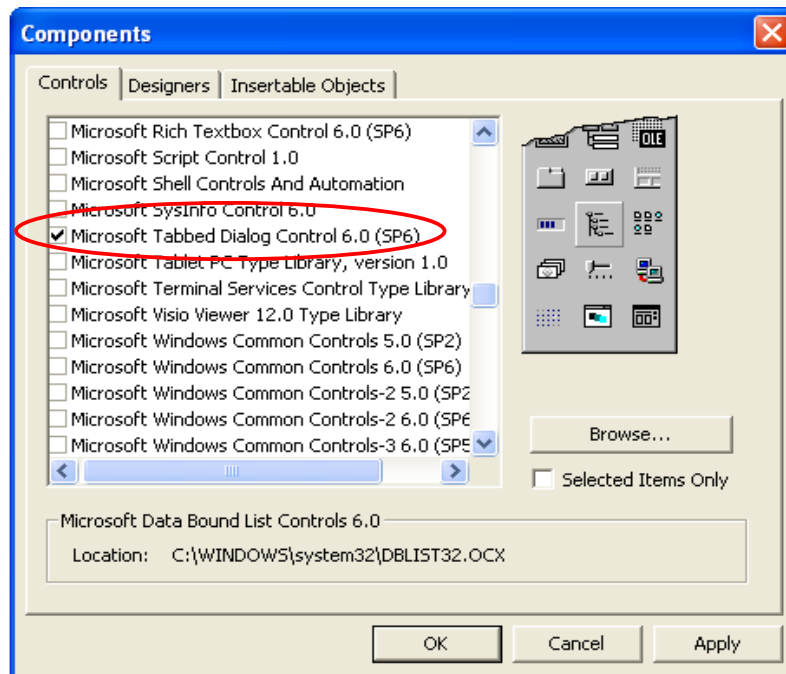 Components
Controls Designers Insertable Objects
Microsoft Rich Textbox Control 6.0 (SP6)
Microsoft Script Control 1.0
Microsoft Shell Controls And Automation
Microsoft SysInfo Control 6.0
Microsoft Tabbed Dialog Control 6.0 (SP6)
Microsoft Tablet PC Type Library, version 1.0
Microsoft Terminal Services Control Type Library
Microsoft Visio Viewer 12.0 Type Library
Microsoft Windows Common Controls 5.0 (SP2)
Microsoft Windows Common Controls 6.0 (SP6)
Microsoft Windows Common Controls-2 5.0 (SP2
Microsoft Windows Common Controls-2 6.0 (SP6
Microsoft Windows Common Controls-3 6.0 (SP5
OLE
Browse...
Selected Items Only
Microsoft Data Bound List Controls 6.0
Location: C:\WINDOWS\system32\DBLIST32.OCX
OK Cancel Apply